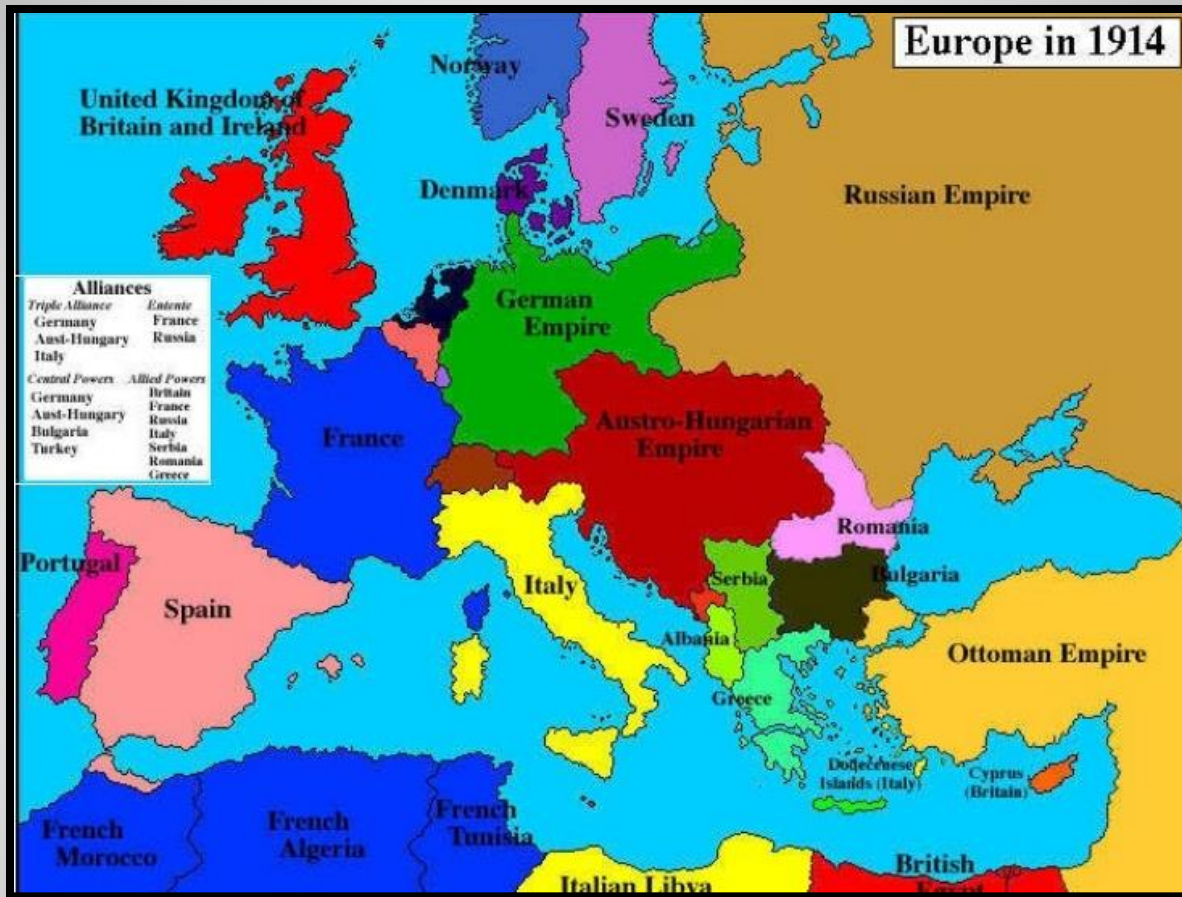 Europe in 1914
Norway
United Kingdom of
Britain and Ireland
Sweden
Denmark
Russian Empire
Alliances
Triple Alliance Entente
Germany France
Aust-Hungary Russia
Italy
Central Powers Allied Powers
Germany Britain
Aust-Hungary France
Bulgaria Russia
Turkey Italy
Serbia
Romania
Greece
German
Empire
France
Austro-Hungarian
Empire
Romania
Portugal
Spain
Italy
Serbia
Bulgaria
Albania
Ottoman Empire
Greece
Dodecenese
Islands (Italy)
Cyprus
(Britain)
French
Morocco
French
Algeria
French
Tunisia
Italian Libya
British
Egypt